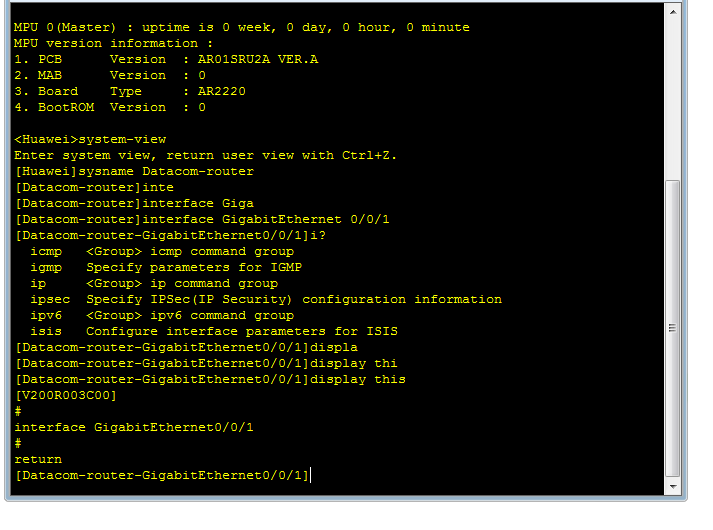 MPU 0(Master) : uptime is 0 week, 0 day, 0 hour, 0 minute
MPU version information :
1. PCB      Version  : AR01SRU2A VER.A
2. MAB      Version  : 0
3. Board    Type     : AR2220
4. BootROM  Version  : 0
<Huawei>system-view
Enter system view, return user view with Ctrl+Z.
[Huawei]sysname Datacom-router
[Datacom-router]inte
[Datacom-router]interface Giga
[Datacom-router]interface GigabitEthernet 0/0/1
[Datacom-router-GigabitEthernet0/0/1]i?
  icmp   <Group> icmp command group
  igmp   Specify parameters for IGMP
  ip     <Group> ip command group
  ipsec  Specify IPSec(IP Security) configuration information
  ipv6   <Group> ipv6 command group
  isis   Configure interface parameters for ISIS
[Datacom-router-GigabitEthernet0/0/1]displa
[Datacom-router-GigabitEthernet0/0/1]display thi
[Datacom-router-GigabitEthernet0/0/1]display this
[V200R003C00]
#
interface GigabitEthernet0/0/1
#
return
[Datacom-router-GigabitEthernet0/0/1]